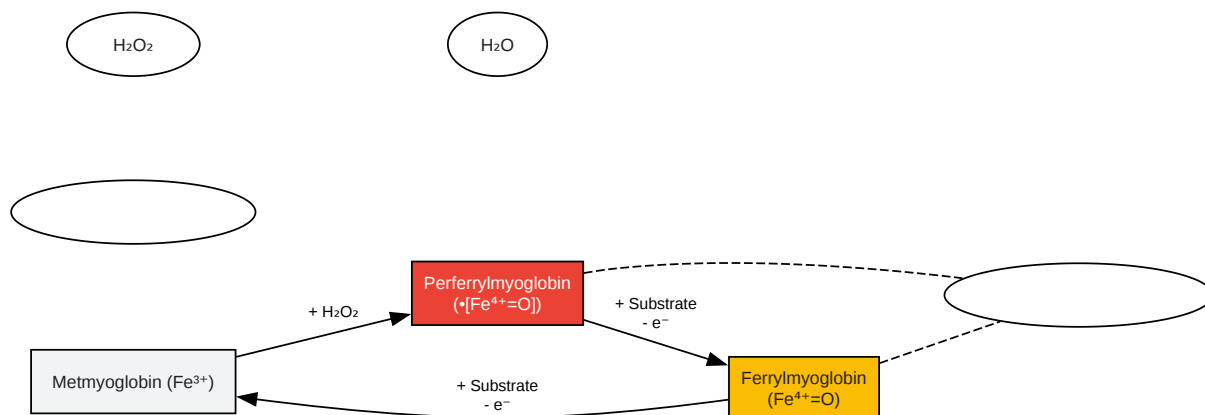 H₂O₂
H₂O
Perferrylmyoglobin
(•[Fe⁴⁺=O])
+ H₂O₂
+ Substrate
- e⁻
Metmyoglobin (Fe³⁺)
+ Substrate
- e⁻
Ferrylmyoglobin
(Fe⁴⁺=O)